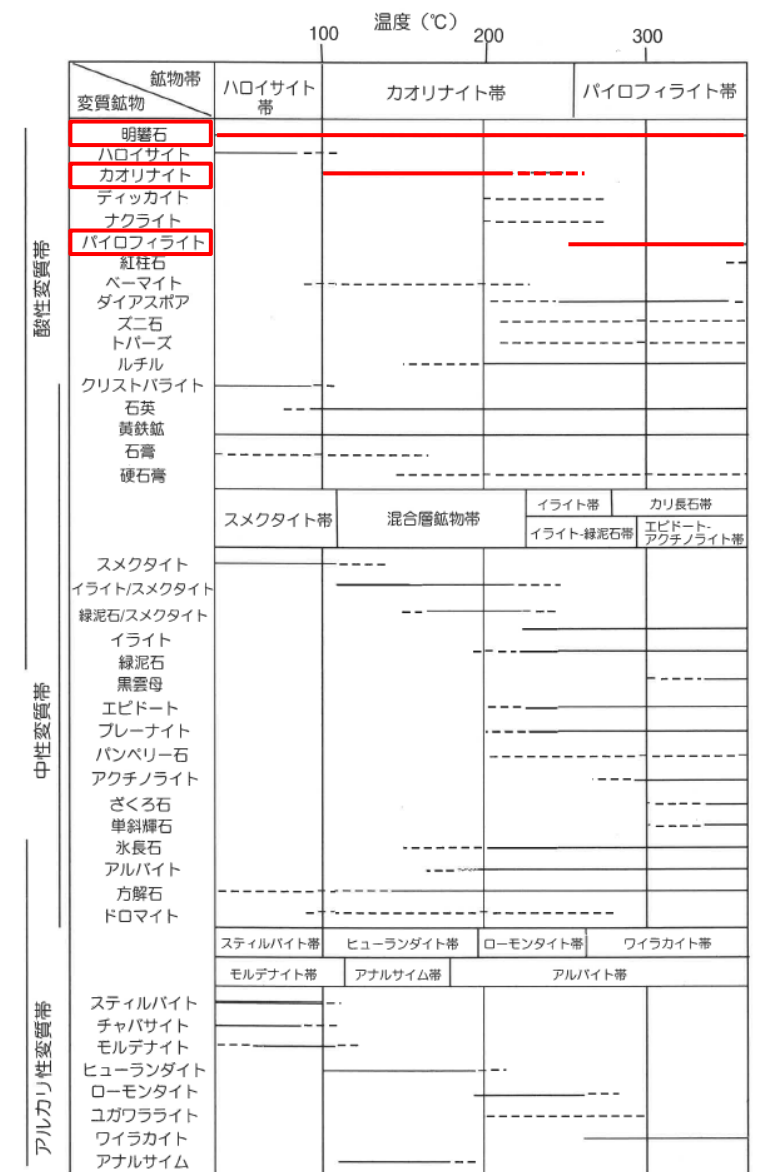 温度（℃）
100
200
300
鉱物帯
変質鉱物
ハロイサイト
帯
カオリナイト帯
パイロフィライト帯
酸性変質帯
明礬石
ハロイサイト
カオリナイト
ディッカイト
ナクライト
パイロフィライト
紅柱石
ベーマイト
ダイアスポア
ズニ石
トパーズ
ルチル
クリストバライト
石英
黄鉄鉱
石膏
硬石膏
スメクタイト帯
混合層鉱物帯
イライト帯
カリ長石帯
イライト-緑泥石帯
エピドート-
アクチノライト帯
中性変質帯
スメクタイト
イライト/スメクタイト
緑泥石/スメクタイト
イライト
緑泥石
黒雲母
エピドート
プレーナイト
パンペリー石
アクチノライト
ざくろ石
単斜輝石
氷長石
アルバイト
方解石
ドロマイト
スティルバイト帯
ヒューランダイト帯
ローモンタイト帯
ワイラカイト帯
モルデナイト帯
アナルサイム帯
アルバイト帯
アルカリ性変質帯
スティルバイト
チャバサイト
モルデナイト
ヒューランダイト
ローモンタイト
ユガワラライト
ワイラカイト
アナルサイム